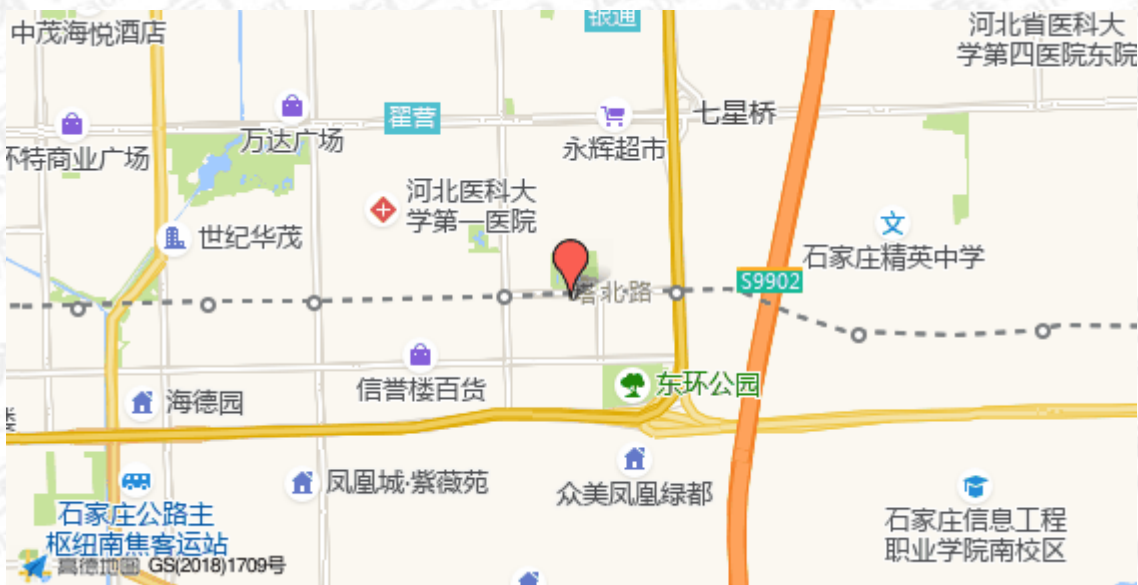 银通
中茂海悦酒店
河北省医科大
学第四医院东院
七星桥
翟营
万达广场
永辉超市
怀特商业广场
河北医科大
学第一医院
世纪华茂
石家庄精英中学
S9902
塔北路
信誉楼百货
东环公园
海德园
楼
凤凰城·紫薇苑
众美凤凰绿都
石家庄公路主
枢纽南焦客运站
石家庄信息工程
职业学院南校区
高德地图 GS(2018)1709号